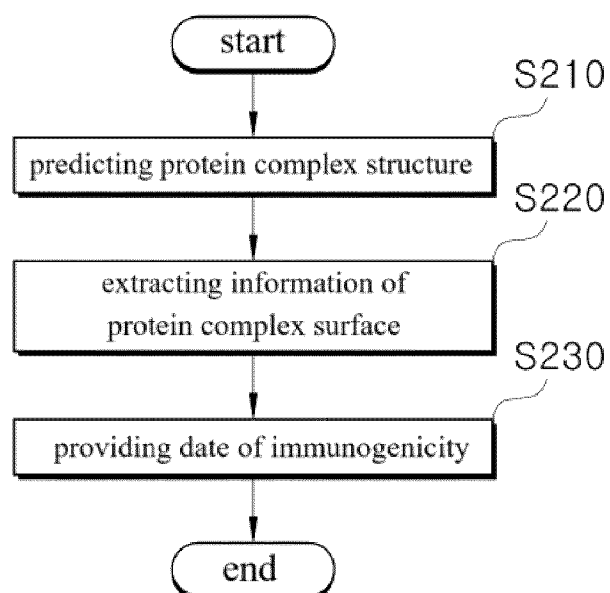 start
S210
predicting protein complex structure
S220
extracting information of
protein complex surface
S230
providing date of immunogenicity
end